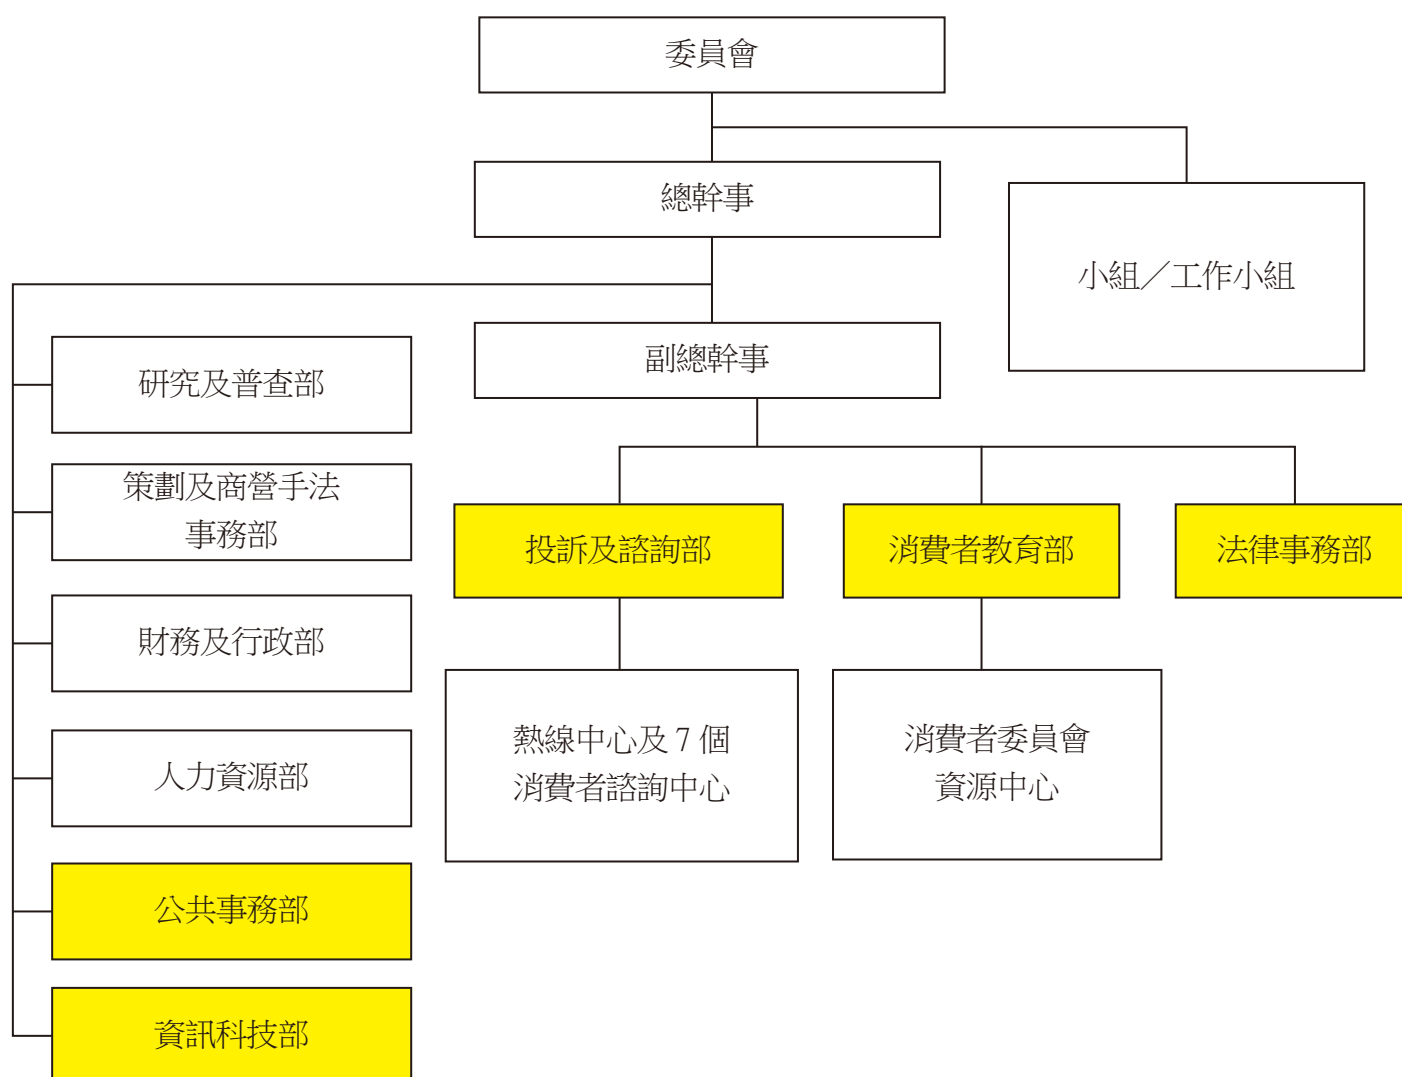 委員會
總幹事
小組／工作小組
副總幹事
研究及普查部
策劃及商營手法
事務部
財務及行政部
人力資源部
公共事務部
資訊科技部
投訴及諮詢部
消費者教育部
法律事務部
熱線中心及 7 個
消費者諮詢中心
消費者委員會
資源中心